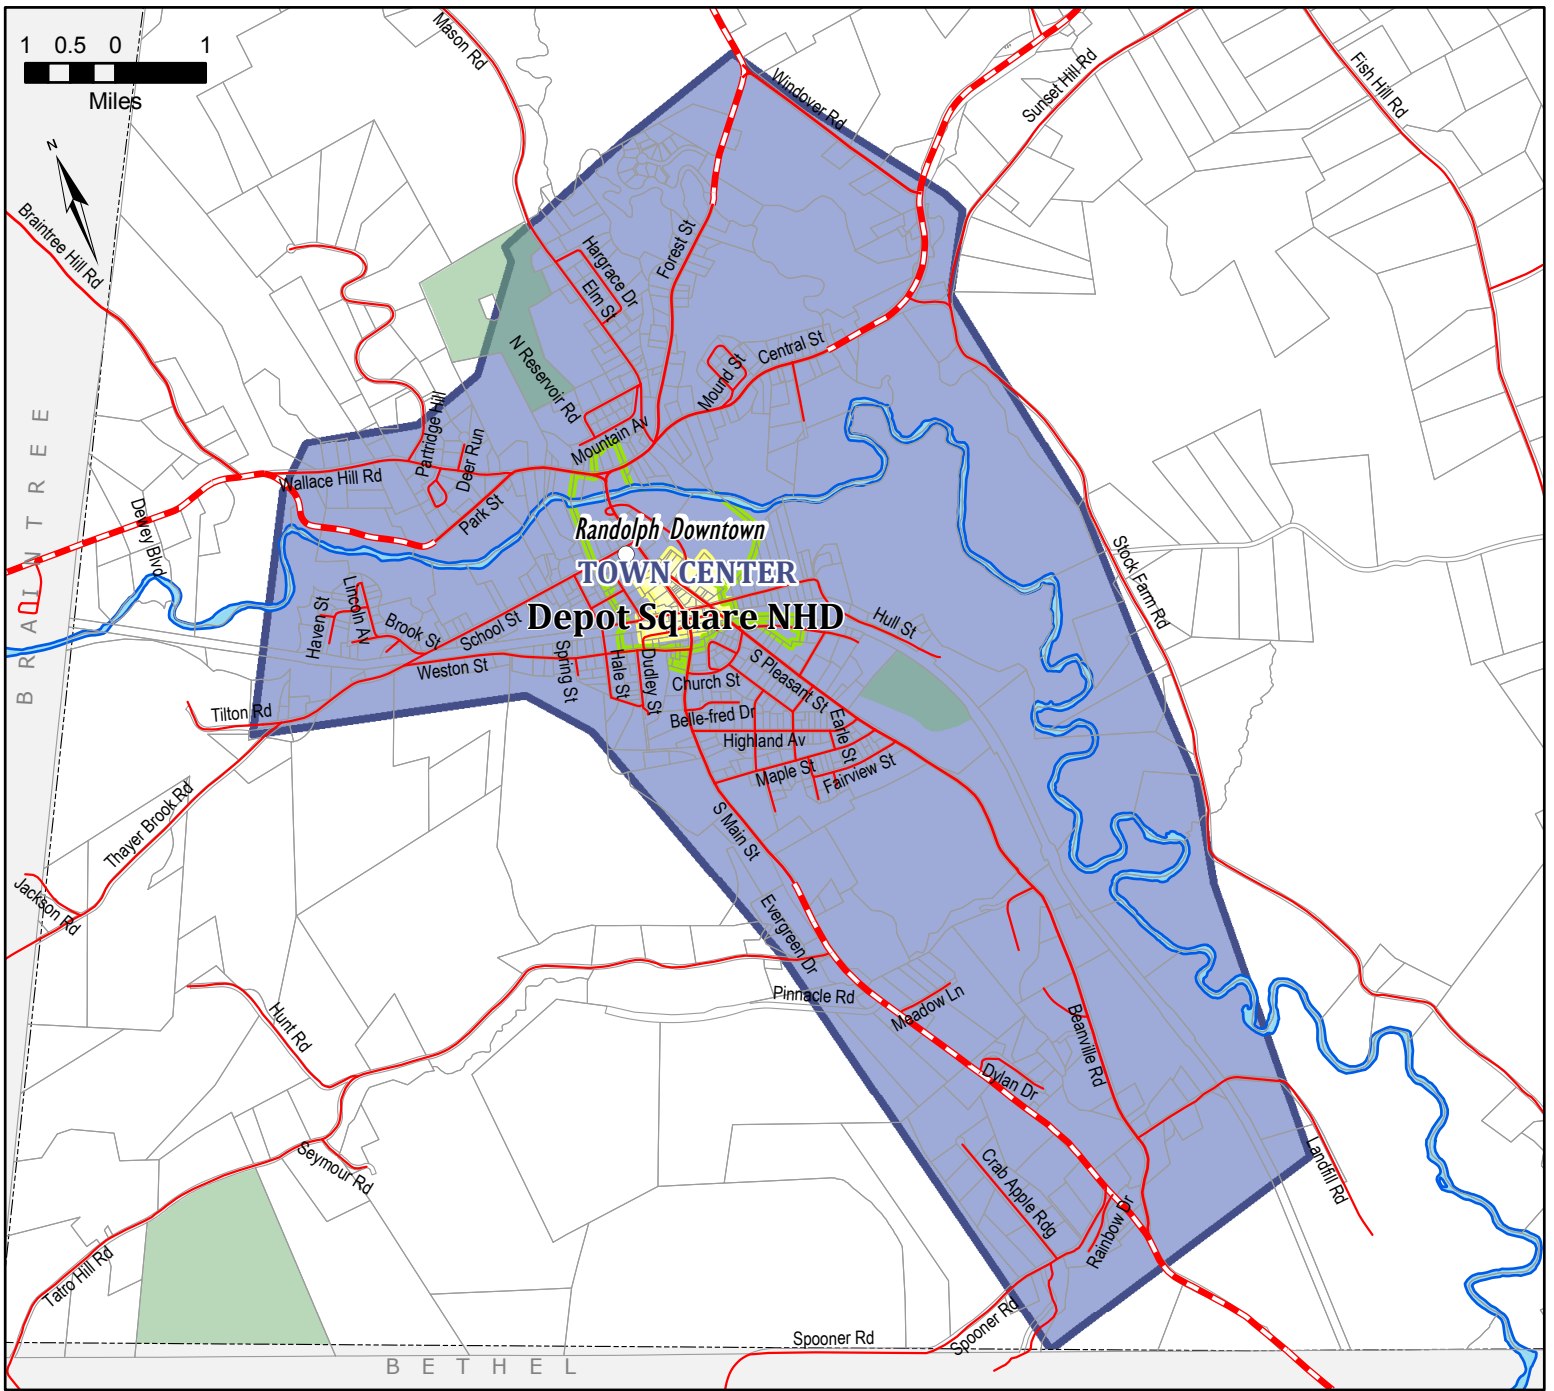 1 0.5 0 1
Miles
N
Mason Rd
Windover Rd
Sunset Hill Rd
Fish Hill Rd
Braintree Hill Rd
Hargrace Dr
Elm St
Forest St
N Reservoir Rd
Mound St
Central St
Mountain Av
Partridge Hill
Deer Run
Wallace Hill Rd
Park St
Dewey Blvd
BRAINTREE
Randolph Downtown
TOWN CENTER
Depot Square NHD
Stock Farm Rd
Haven St
Lincoln Av
Brook St
School St
Weston St
Hull St
Spring St
Hale St
Dudley St
Church St
S Pleasant St
Tilton Rd
Belle-fred Dr
Highland Av
Earle St
Maple St
Fairview St
Thayer Brook Rd
S Main St
Jackson Rd
Evergreen Dr
Pinnacle Rd
Meadow Ln
Hunt Rd
Beanville Rd
Dylan Dr
Seymour Rd
Crab Apple Rdg
Rainbow Dr
Landfill Rd
Tatro Hill Rd
Spooner Rd
Spooner Rd
BETHEL